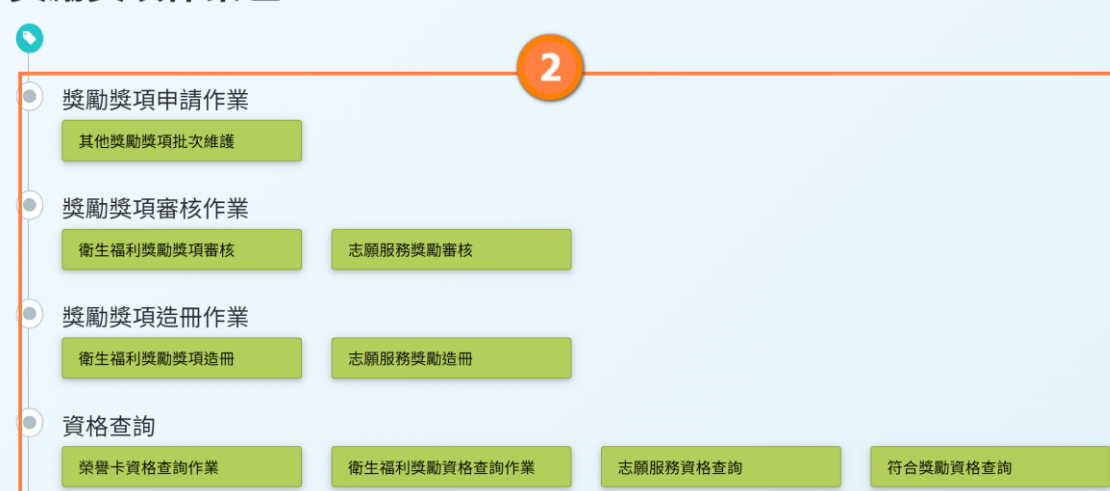 2
獎勵獎項申請作業
其他獎勵獎項批次維護
獎勵獎項審核作業
衛生福利獎勵獎項審核 志願服務獎勵審核
獎勵獎項造冊作業
衛生福利獎勵獎項造冊 志願服務獎勵造冊
資格查詢
榮譽卡資格查詢作業 衛生福利獎勵資格查詢作業 志願服務資格查詢 符合獎勵資格查詢